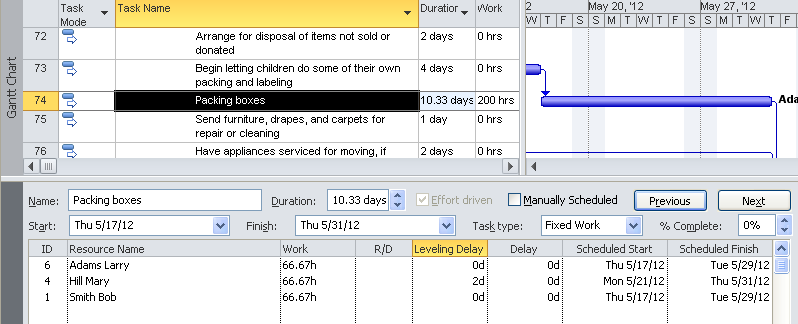 Gantt Chart
Task Mode Task Name Duration Work
2 May 20, '12 May 27, '12
W T F S S M T W T F S S M T W T F S
72 Arrange for disposal of items not sold or donated 2 days 0 hrs
73 Begin letting children do some of their own packing and labeling 4 days 0 hrs
74 Packing boxes 10.33 days 200 hrs Ada
75 Send furniture, drapes, and carpets for repair or cleaning 1 day 0 hrs
76 Have appliances serviced for moving, if 2 days 0 hrs
Name: Packing boxes Duration: 10.33 days Effort driven Manually Scheduled Previous Next
Start: Thu 5/17/12 Finish: Thu 5/31/12 Task type: Fixed Work % Complete: 0%
ID Resource Name Work R/D Leveling Delay Delay Scheduled Start Scheduled Finish
6 Adams Larry 66.67h 0d 0d Thu 5/17/12 Tue 5/29/12
4 Hill Mary 66.67h 2d 0d Mon 5/21/12 Thu 5/31/12
1 Smith Bob 66.67h 0d 0d Thu 5/17/12 Tue 5/29/12